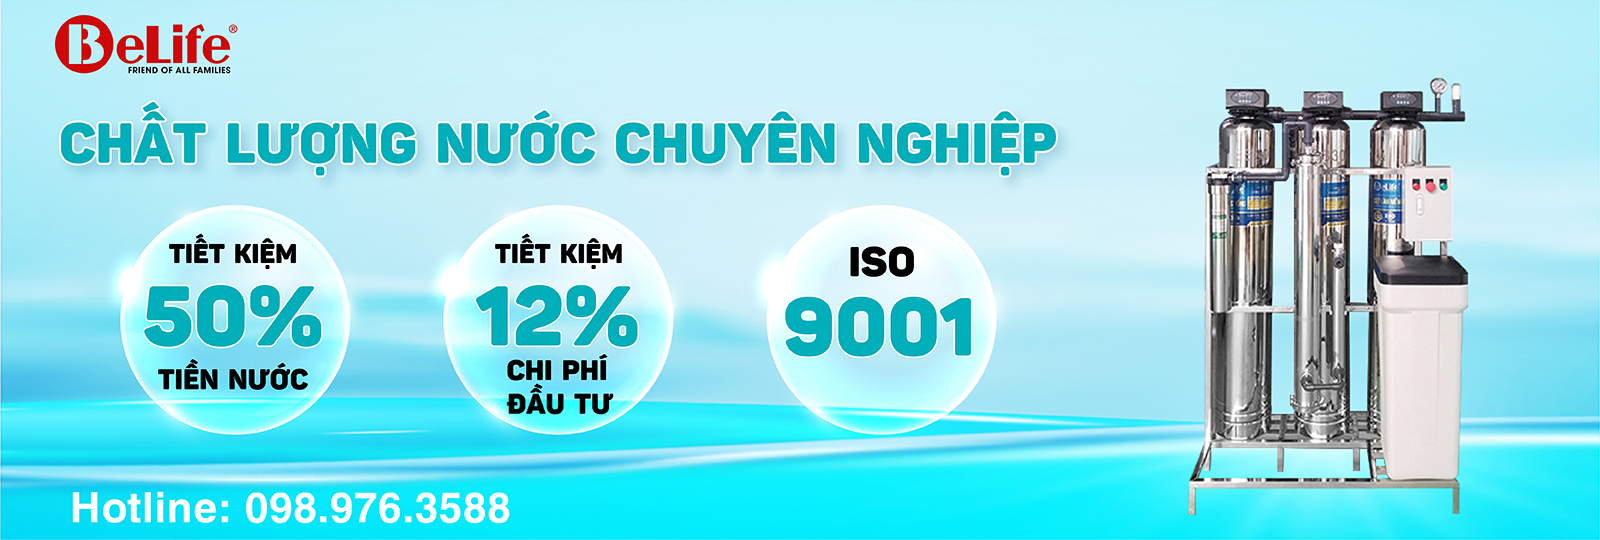 BeLife®
FRIEND OF ALL FAMILIES
CHẤT LƯỢNG NƯỚC CHUYÊN NGHIỆP
TIẾT KIỆM
50%
TIỀN NƯỚC
TIẾT KIỆM
12%
CHI PHÍ
ĐẦU TƯ
ISO
9001
BeLife
Hotline: 098.976.3588